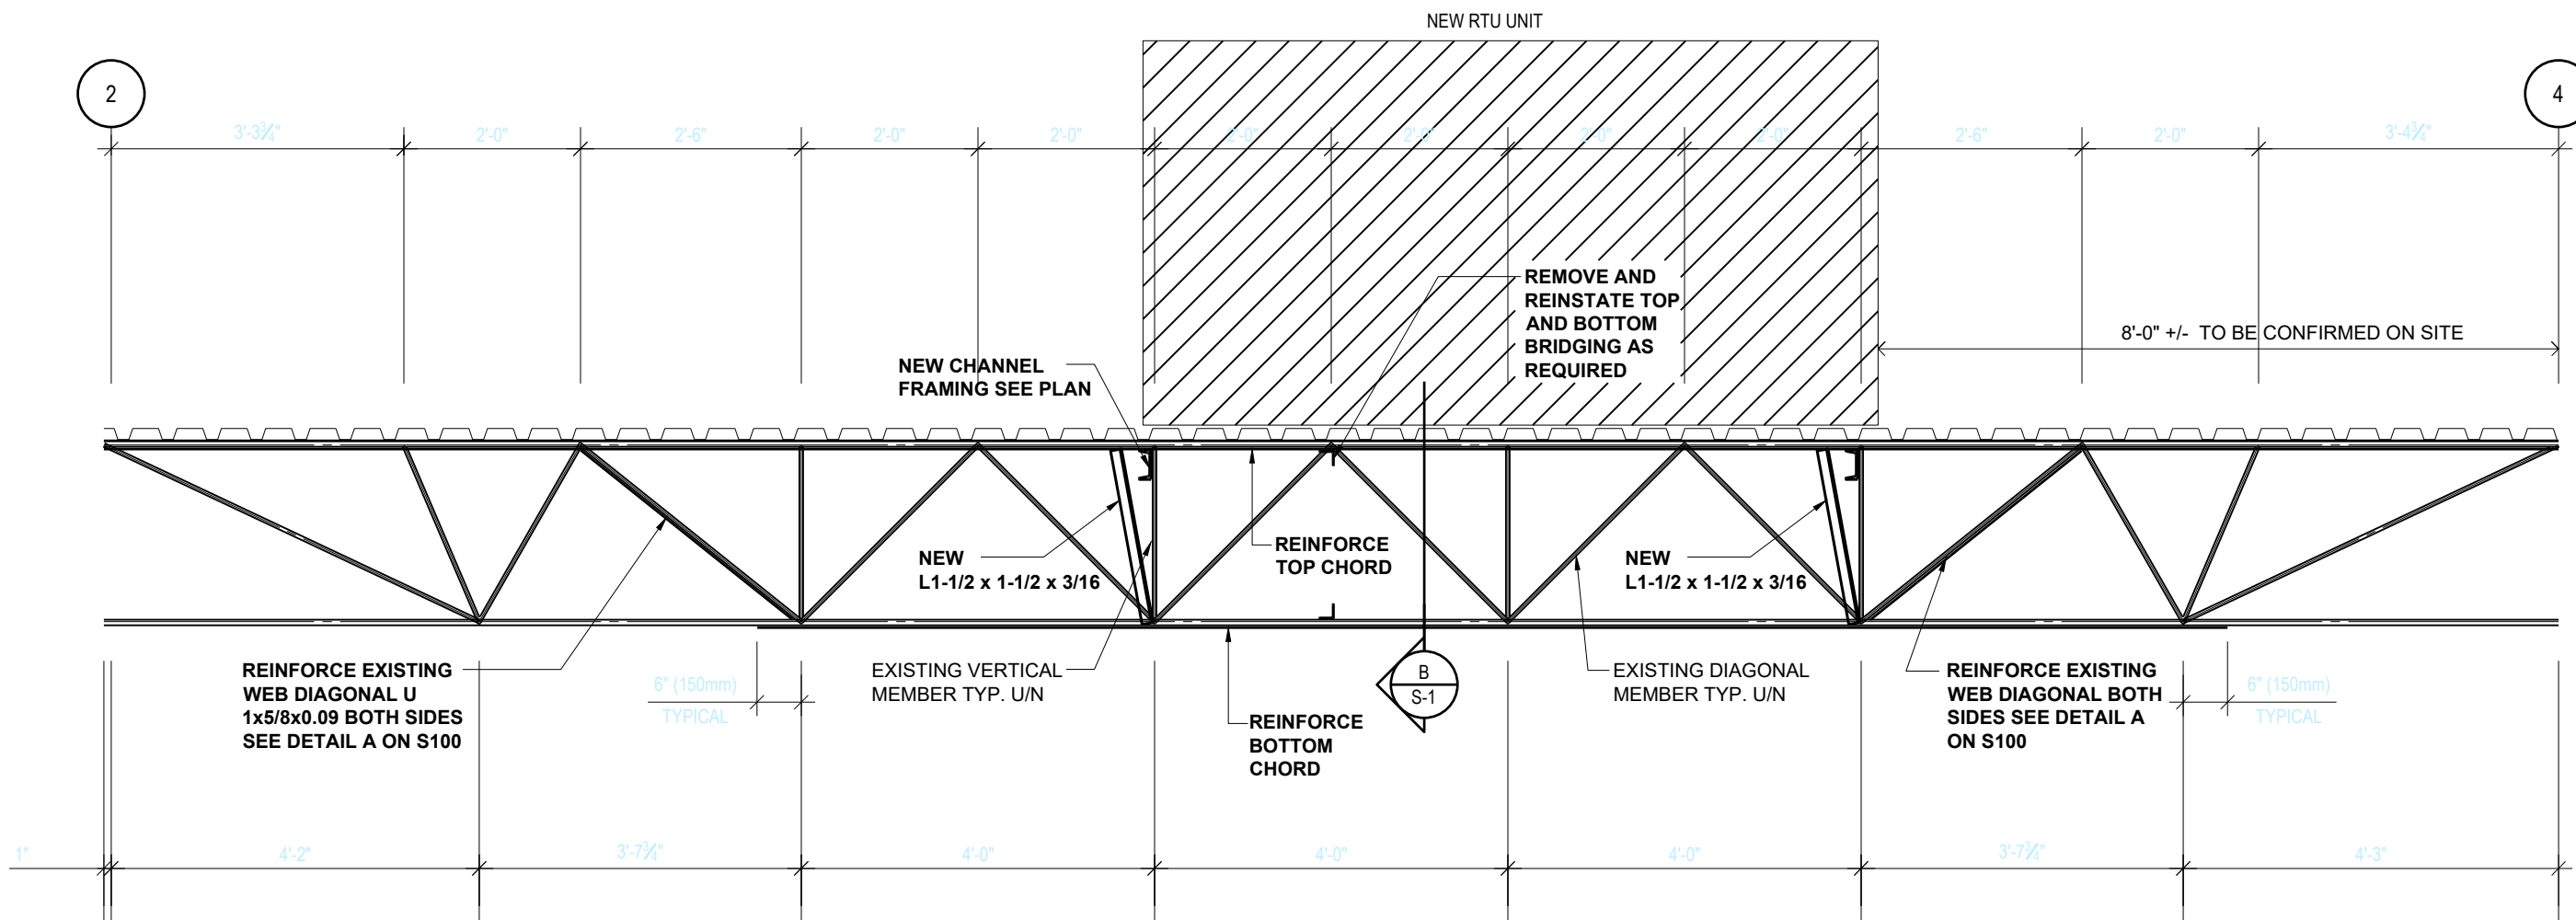 NEW RTU UNIT
2
4
3'-3¾"
2'-0"
2'-6"
2'-0"
2'-0"
2'-0"
2'-0"
2'-0"
2'-0"
2'-6"
2'-0"
3'-4¾"
REMOVE AND
REINSTATE TOP
AND BOTTOM
BRIDGING AS
REQUIRED
8'-0" +/- TO BE CONFIRMED ON SITE
NEW CHANNEL
FRAMING SEE PLAN
NEW
L1-1/2 x 1-1/2 x 3/16
REINFORCE
TOP CHORD
NEW
L1-1/2 x 1-1/2 x 3/16
REINFORCE EXISTING
WEB DIAGONAL U
1x5/8x0.09 BOTH SIDES
SEE DETAIL A ON S100
6" (150mm)
TYPICAL
EXISTING VERTICAL
MEMBER TYP. U/N
REINFORCE
BOTTOM
CHORD
B
S-1
EXISTING DIAGONAL
MEMBER TYP. U/N
REINFORCE EXISTING
WEB DIAGONAL BOTH
SIDES SEE DETAIL A
ON S100
6" (150mm)
TYPICAL
1"
4'-2"
3'-7¾"
4'-0"
4'-0"
4'-0"
3'-7¾"
4'-3"